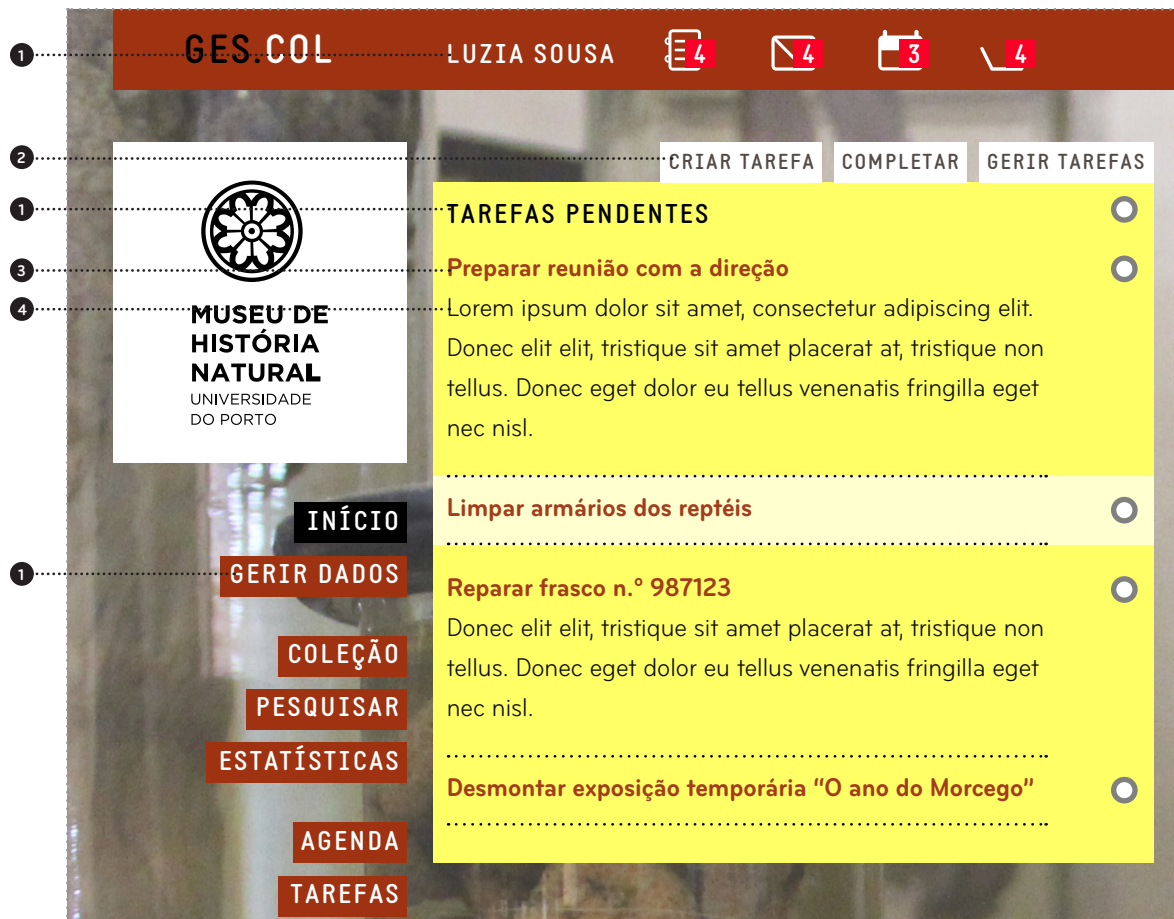 1
GES.COL
LUZIA SOUSA
4
4
3
4
2
CRIAR TAREFA
COMPLETAR
GERIR TAREFAS
1
TAREFAS PENDENTES
3
Preparar reunião com a direção
4
Lorem ipsum dolor sit amet, consectetur adipiscing elit.
Donec elit elit, tristique sit amet placerat at, tristique non
tellus. Donec eget dolor eu tellus venenatis fringilla eget
nec nisl.
MUSEU DE
HISTÓRIA
NATURAL
UNIVERSIDADE
DO PORTO
Limpar armários dos reptéis
INÍCIO
1
GERIR DADOS
Reparar frasco n.º 987123
Donec elit elit, tristique sit amet placerat at, tristique non
tellus. Donec eget dolor eu tellus venenatis fringilla eget
nec nisl.
COLEÇÃO
PESQUISAR
ESTATÍSTICAS
Desmontar exposição temporária “O ano do Morcego”
AGENDA
TAREFAS